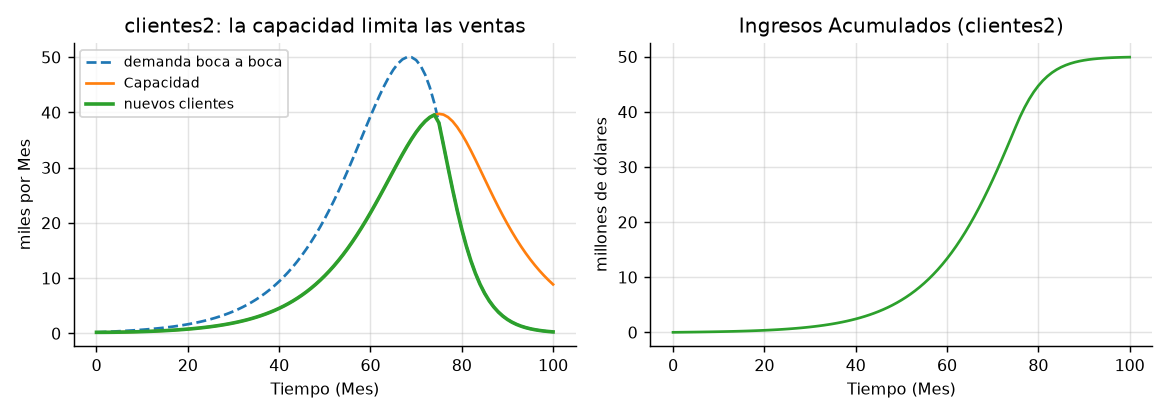 clientes2: la capacidad limita las ventas
miles por Mes
50
40
30
20
10
0
demanda boca a boca
Capacidad
nuevos clientes
0 20 40 60 80 100
Tiempo (Mes)
Ingresos Acumulados (clientes2)
millones de dólares
50
40
30
20
10
0
0 20 40 60 80 100
Tiempo (Mes)